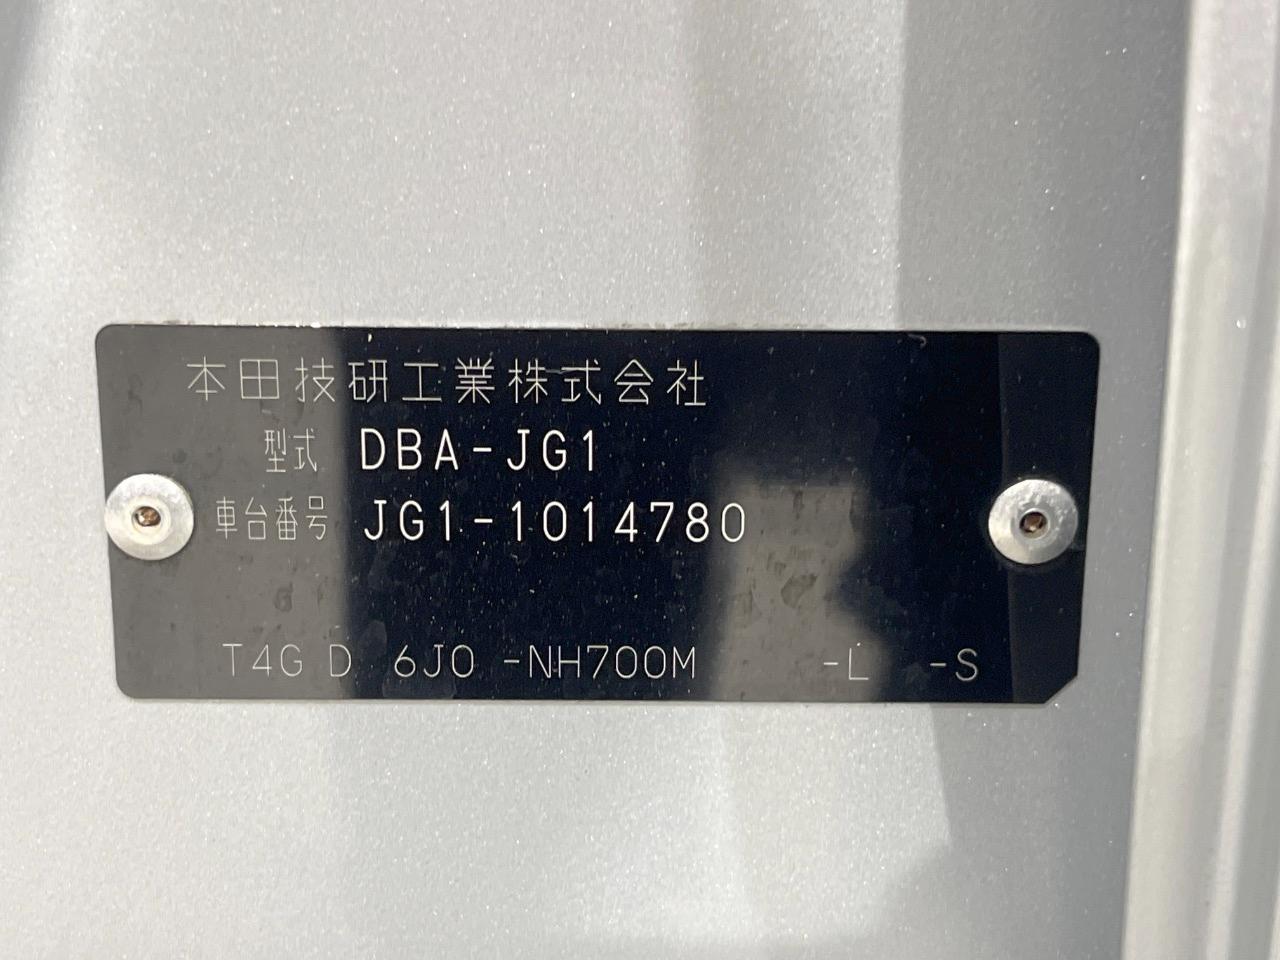 本田技研工業株式会社
型式 DBA-JG1
車台番号 JG1-1014780
T4G D 6J0 -NH700M -L -S